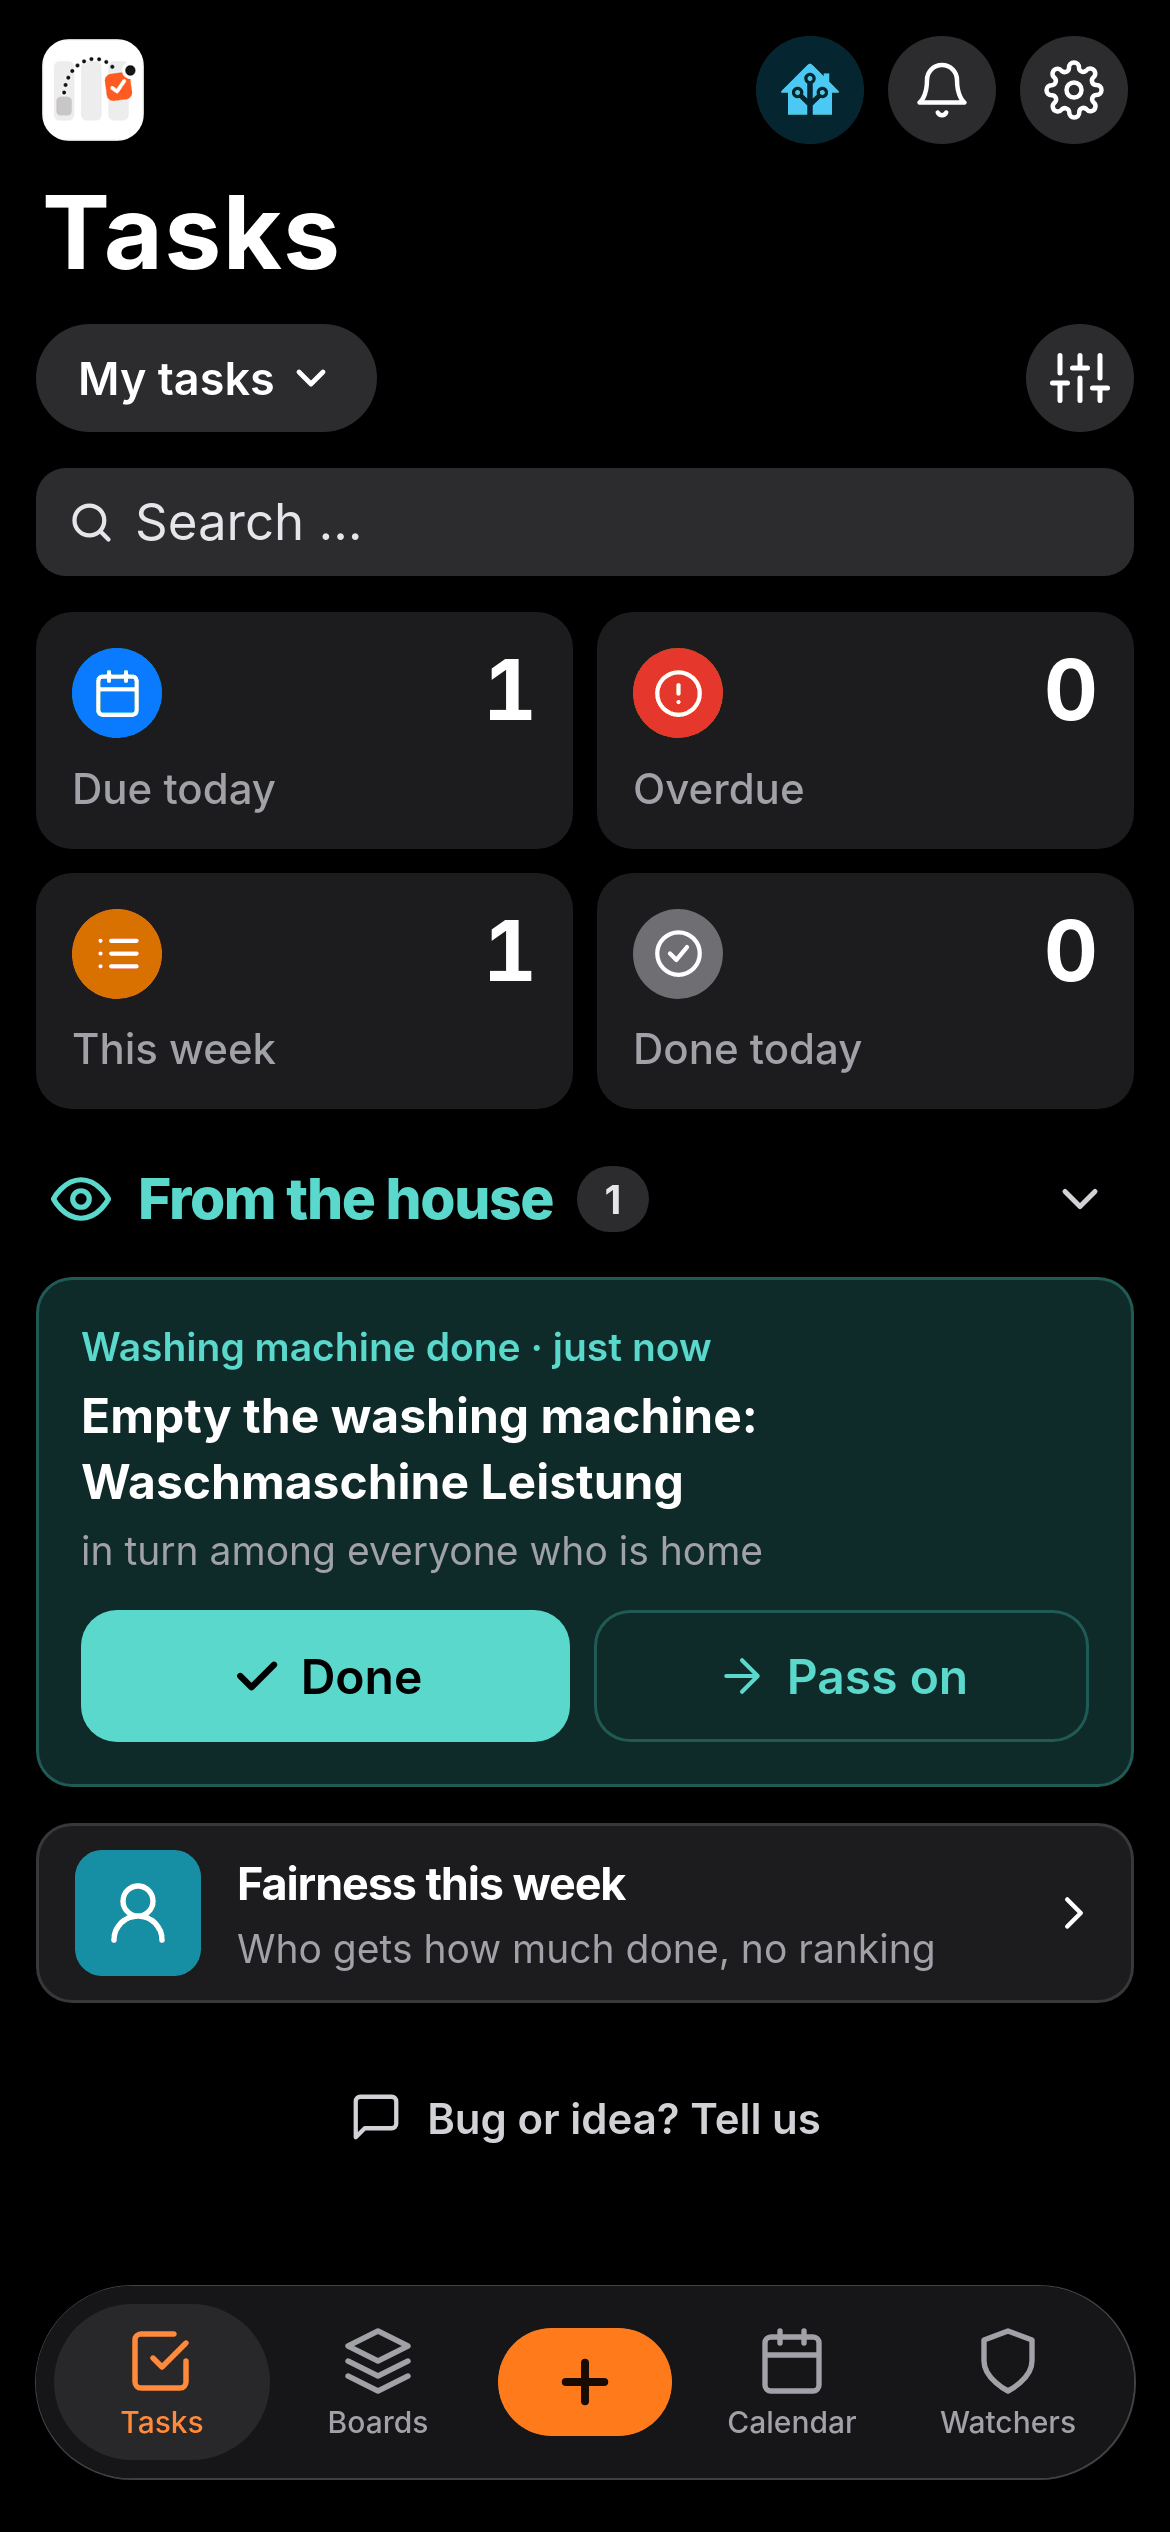 Tasks
My tasks
Search ...
1
0
Due today
Overdue
1
0
This week
Done today
From the house 1
Washing machine done · just now
Empty the washing machine:
Waschmaschine Leistung
in turn among everyone who is home
Done
Pass on
Fairness this week
Who gets how much done, no ranking
Bug or idea? Tell us
Tasks
Boards
Calendar
Watchers